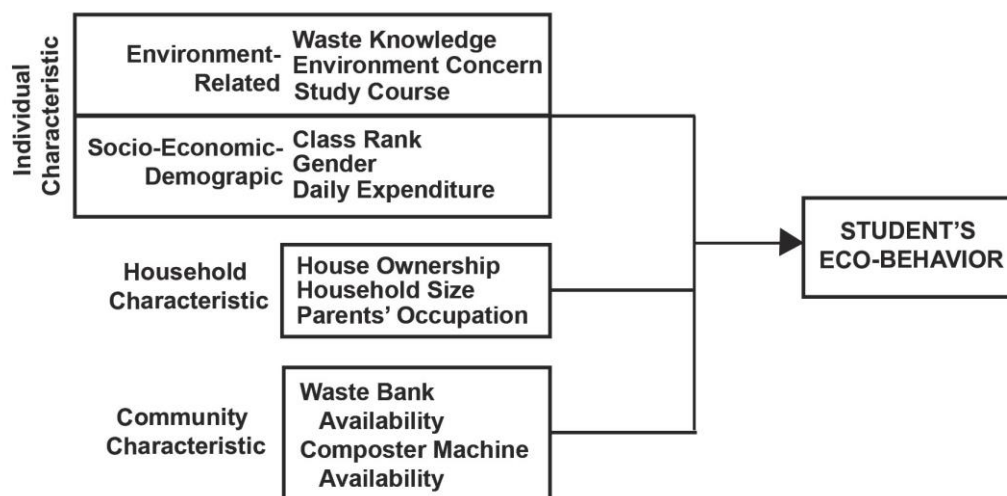 Individual
Characteristic
Environment-
Related
Waste Knowledge
Environment Concern
Study Course
Socio-Economic-
Demograpic
Class Rank
Gender
Daily Expenditure
Household
Characteristic
House Ownership
Household Size
Parents' Occupation
Community
Characteristic
Waste Bank
Availability
Composter Machine
Availability
STUDENT'S
ECO-BEHAVIOR